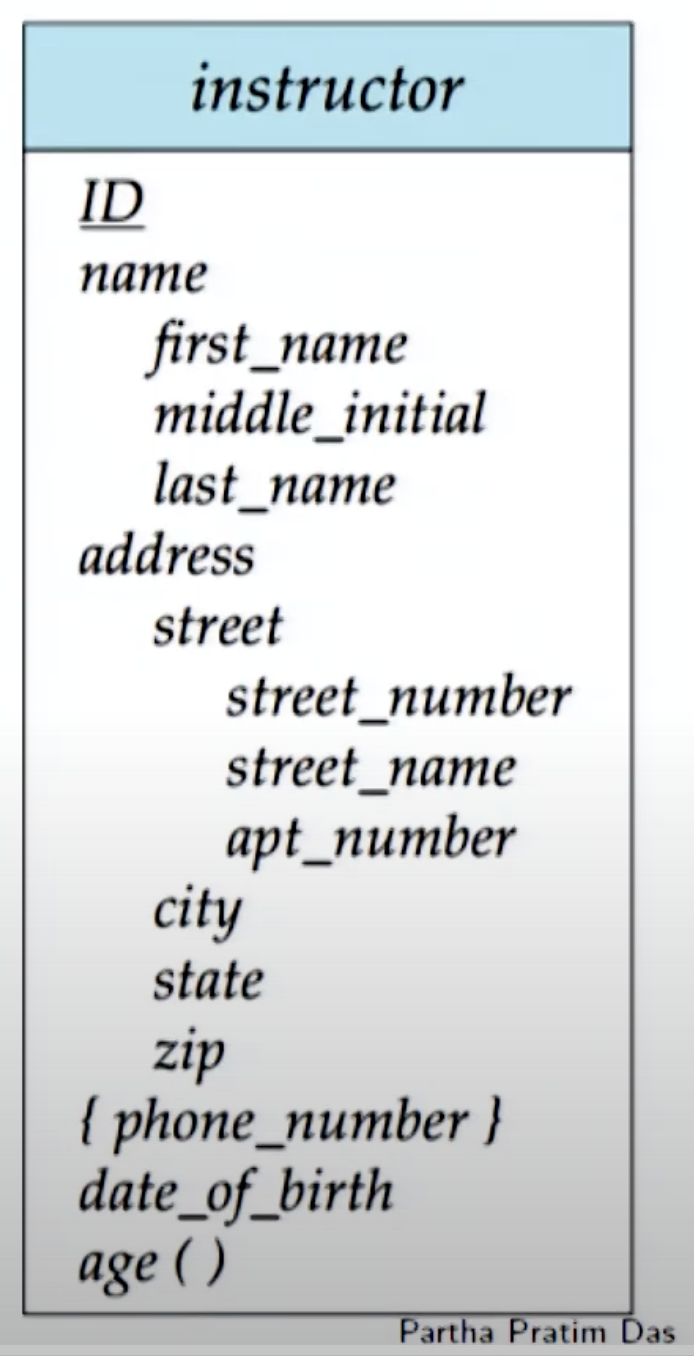 instructor
ID
name
first_name
middle_initial
last_name
address
street
street_number
street_name
apt_number
city
state
zip
{ phone_number }
date_of_birth
age ( )
Partha Pratim Das